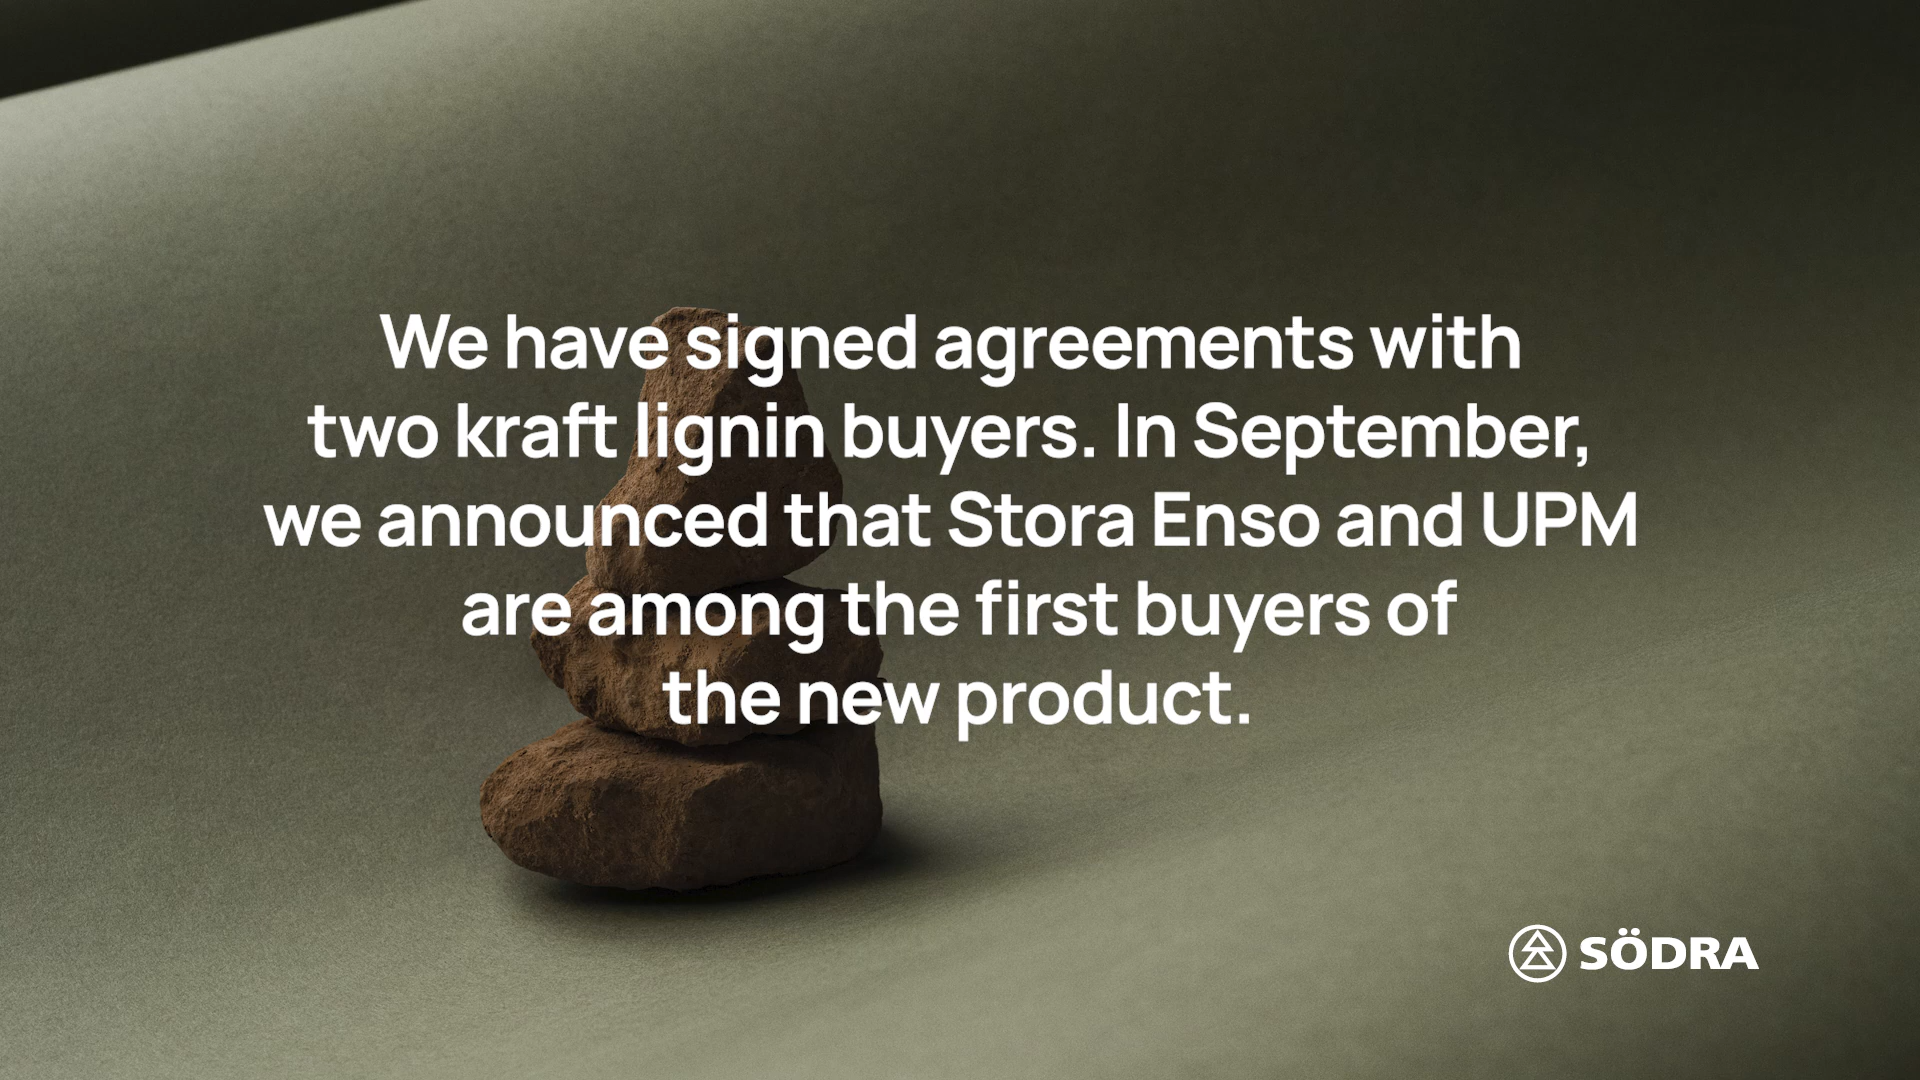 We have signed agreements with
two kraft lignin buyers. In September,
we announced that Stora Enso and UPM
are among the first buyers of
the new product.
SÖDRA